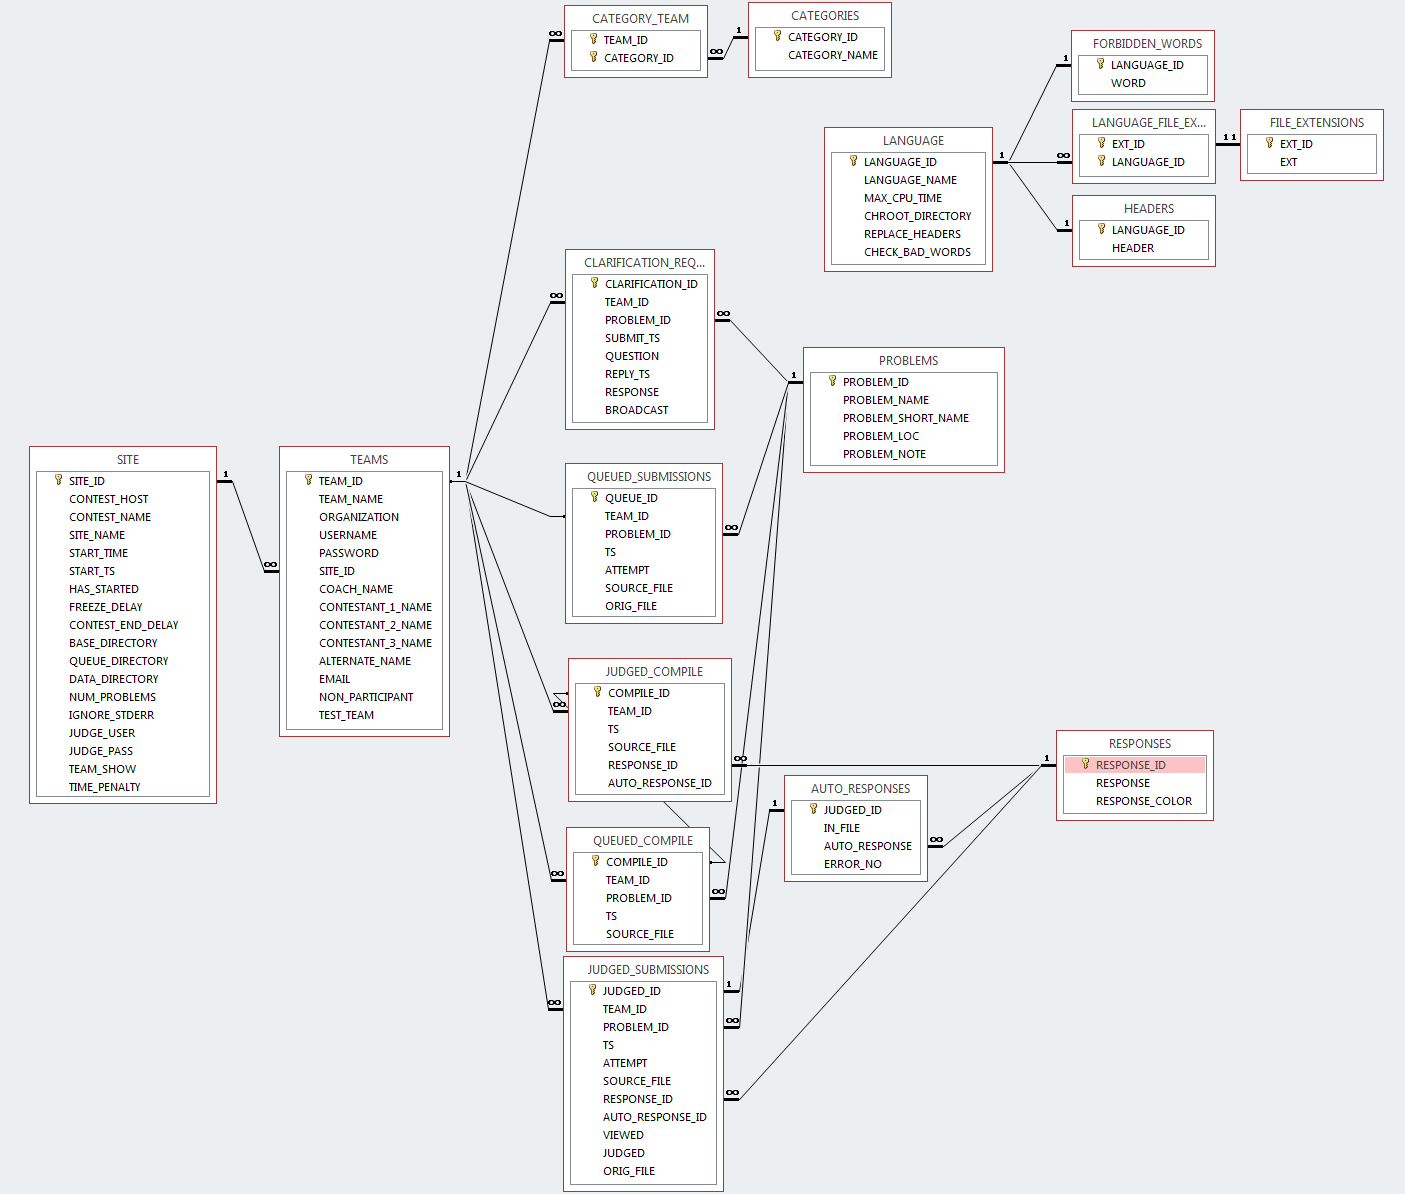 CATEGORY_TEAM
TEAM_ID
CATEGORY_ID
CATEGORIES
CATEGORY_ID
CATEGORY_NAME
FORBIDDEN_WORDS
LANGUAGE_ID
WORD
LANGUAGE
LANGUAGE_ID
LANGUAGE_NAME
MAX_CPU_TIME
CHROOT_DIRECTORY
REPLACE_HEADERS
CHECK_BAD_WORDS
LANGUAGE_FILE_EX...
EXT_ID
LANGUAGE_ID
FILE_EXTENSIONS
EXT_ID
EXT
HEADERS
LANGUAGE_ID
HEADER
CLARIFICATION_REQ...
CLARIFICATION_ID
TEAM_ID
PROBLEM_ID
SUBMIT_TS
QUESTION
REPLY_TS
RESPONSE
BROADCAST
PROBLEMS
PROBLEM_ID
PROBLEM_NAME
PROBLEM_SHORT_NAME
PROBLEM_LOC
PROBLEM_NOTE
SITE
SITE_ID
CONTEST_HOST
CONTEST_NAME
SITE_NAME
START_TIME
START_TS
HAS_STARTED
FREEZE_DELAY
CONTEST_END_DELAY
BASE_DIRECTORY
QUEUE_DIRECTORY
DATA_DIRECTORY
NUM_PROBLEMS
IGNORE_STDERR
JUDGE_USER
JUDGE_PASS
TEAM_SHOW
TIME_PENALTY
TEAMS
TEAM_ID
TEAM_NAME
ORGANIZATION
USERNAME
PASSWORD
SITE_ID
COACH_NAME
CONTESTANT_1_NAME
CONTESTANT_2_NAME
CONTESTANT_3_NAME
ALTERNATE_NAME
EMAIL
NON_PARTICIPANT
TEST_TEAM
QUEUED_SUBMISSIONS
QUEUE_ID
TEAM_ID
PROBLEM_ID
TS
ATTEMPT
SOURCE_FILE
ORIG_FILE
JUDGED_COMPILE
COMPILE_ID
TEAM_ID
TS
SOURCE_FILE
RESPONSE_ID
AUTO_RESPONSE_ID
RESPONSES
RESPONSE_ID
RESPONSE
RESPONSE_COLOR
AUTO_RESPONSES
JUDGED_ID
IN_FILE
AUTO_RESPONSE
ERROR_NO
QUEUED_COMPILE
COMPILE_ID
TEAM_ID
PROBLEM_ID
TS
SOURCE_FILE
JUDGED_SUBMISSIONS
JUDGED_ID
TEAM_ID
PROBLEM_ID
TS
ATTEMPT
SOURCE_FILE
RESPONSE_ID
AUTO_RESPONSE_ID
VIEWED
JUDGED
ORIG_FILE